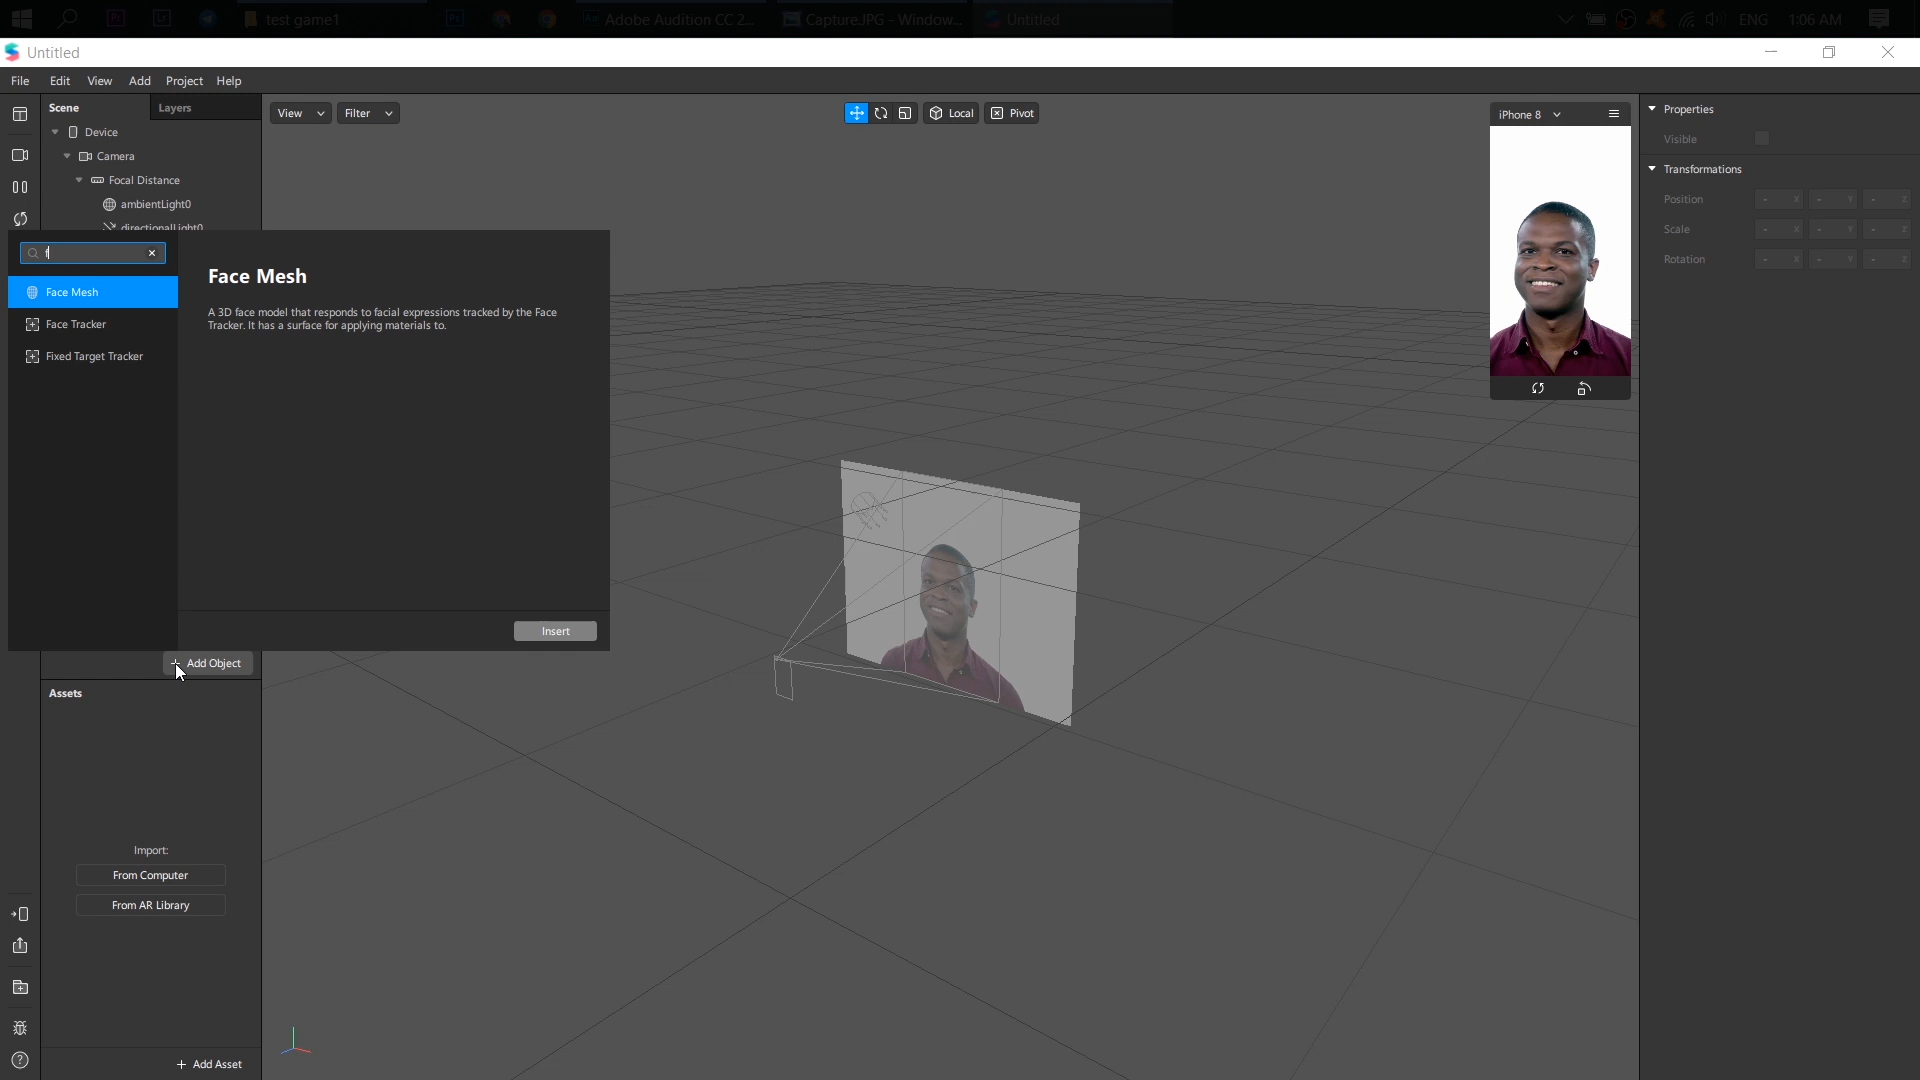 test game1
Adobe Audition CC 2...
Capture.JPG - Window...
Untitled
ENG
1:06 AM
Untitled
File
Edit
View
Add
Project
Help
Scene
Layers
Device
Camera
Focal Distance
ambientLight0
directionalLight0
f
Face Mesh
Face Tracker
Fixed Target Tracker
Face Mesh
A 3D face model that responds to facial expressions tracked by the Face
Tracker. It has a surface for applying materials to.
Insert
+ Add Object
Assets
Import:
From Computer
From AR Library
+ Add Asset
View
Filter
Local
Pivot
iPhone 8
Properties
Visible
Transformations
Position - X - Y - Z
Scale - X - Y - Z
Rotation - X - Y - Z